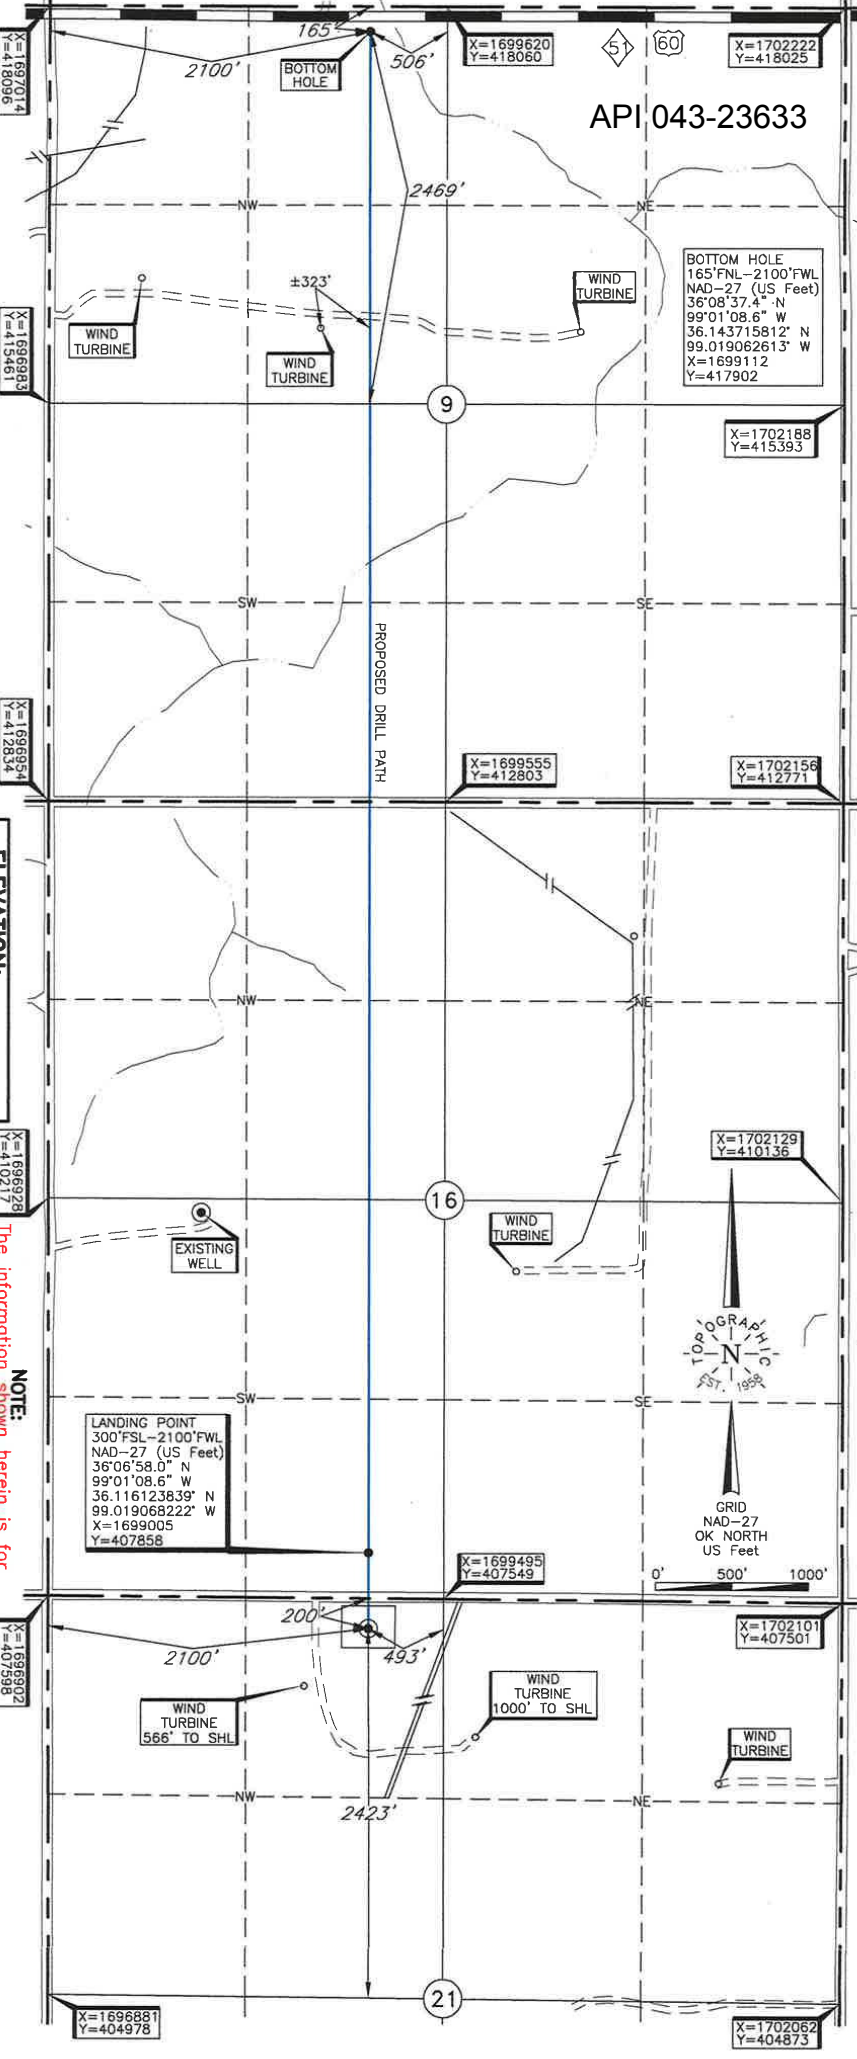 165'
X=1697014
Y=418096
2100'
BOTTOM
HOLE
506'
X=1699620
Y=418060
51
60
X=1702222
Y=418025
API 043-23633
2469'
NW
NE
BOTTOM HOLE
165'FNL-2100'FWL
NAD-27 (US Feet)
36°08'37.4" N
99°01'08.6" W
36.143715812° N
99.019062613° W
X=1699112
Y=417902
±323'
WIND
TURBINE
WIND
TURBINE
WIND
TURBINE
X=1696983
Y=415461
9
X=1702188
Y=415393
SW
SE
PROPOSED DRILL PATH
X=1696954
Y=412834
X=1699555
Y=412803
X=1702156
Y=412771
ELEVATION:
NW
NE
X=1696928
Y=410217
X=1702129
Y=410136
16
EXISTING
WELL
WIND
TURBINE
TOPOGRAPHIC
N
EST. 1958
NOTE:
The information shown herein is for
SW
SE
LANDING POINT
300'FSL-2100'FWL
NAD-27 (US Feet)
36°06'58.0" N
99°01'08.6" W
36.116123839° N
99.019068222° W
X=1699005
Y=407858
GRID
NAD-27
OK NORTH
US Feet
0' 500' 1000'
X=1699495
Y=407549
X=1696902
Y=407598
200'
2100'
493'
X=1702101
Y=407501
WIND
TURBINE
566' TO SHL
WIND
TURBINE
1000' TO SHL
WIND
TURBINE
NW
NE
2423'
21
X=1696881
Y=404978
X=1702062
Y=404873